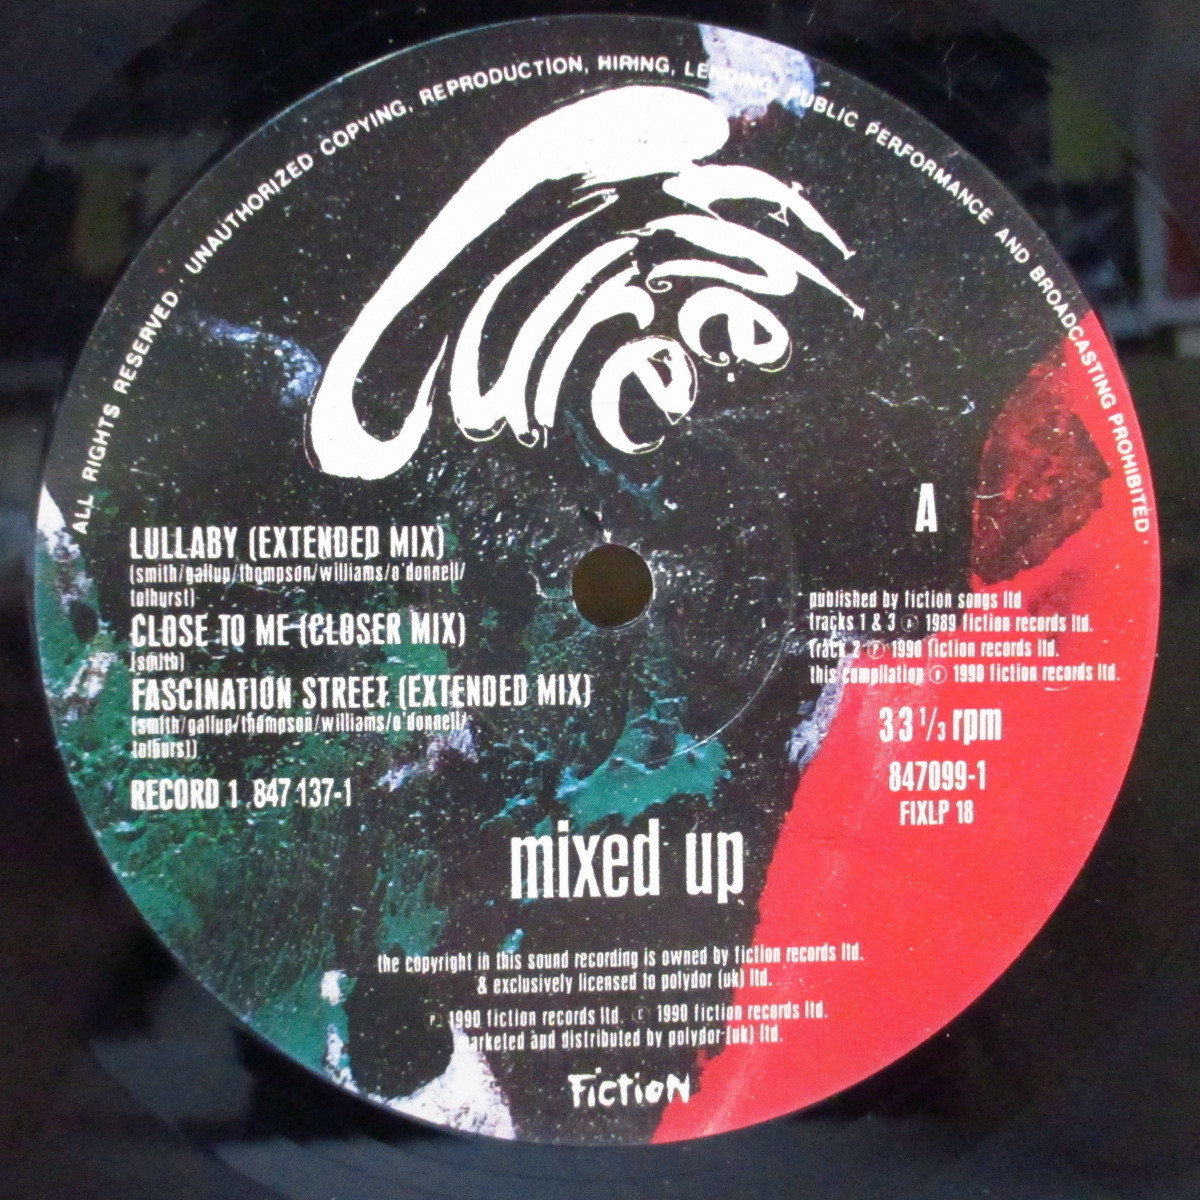 ALL RIGHTS RESERVED. UNAUTHORIZED COPYING, REPRODUCTION, HIRING, LENDING, PUBLIC PERFORMANCE AND BROADCASTING PROHIBITED.
the Cure
A
LULLABY (EXTENDED MIX)
(smith/gallup/thompson/williams/o'donnell/
tolhurst)
CLOSE TO ME (CLOSER MIX)
(smith)
FASCINATION STREET (EXTENDED MIX)
(smith/gallup/thompson/williams/o'donnell/
tolhurst)
RECORD 1 847 137-1
published by fiction songs ltd
tracks 1 & 3 ℗ 1989 fiction records ltd.
track 2 ℗ 1990 fiction records ltd.
this compilation ℗ 1990 fiction records ltd.
33 1/3 rpm
847099-1
FIXLP 18
mixed up
the copyright in this sound recording is owned by fiction records ltd.
& exclusively licensed to polydor (uk) ltd.
℗ 1990 fiction records ltd. © 1990 fiction records ltd.
marketed and distributed by polydor (uk) ltd.
Fiction